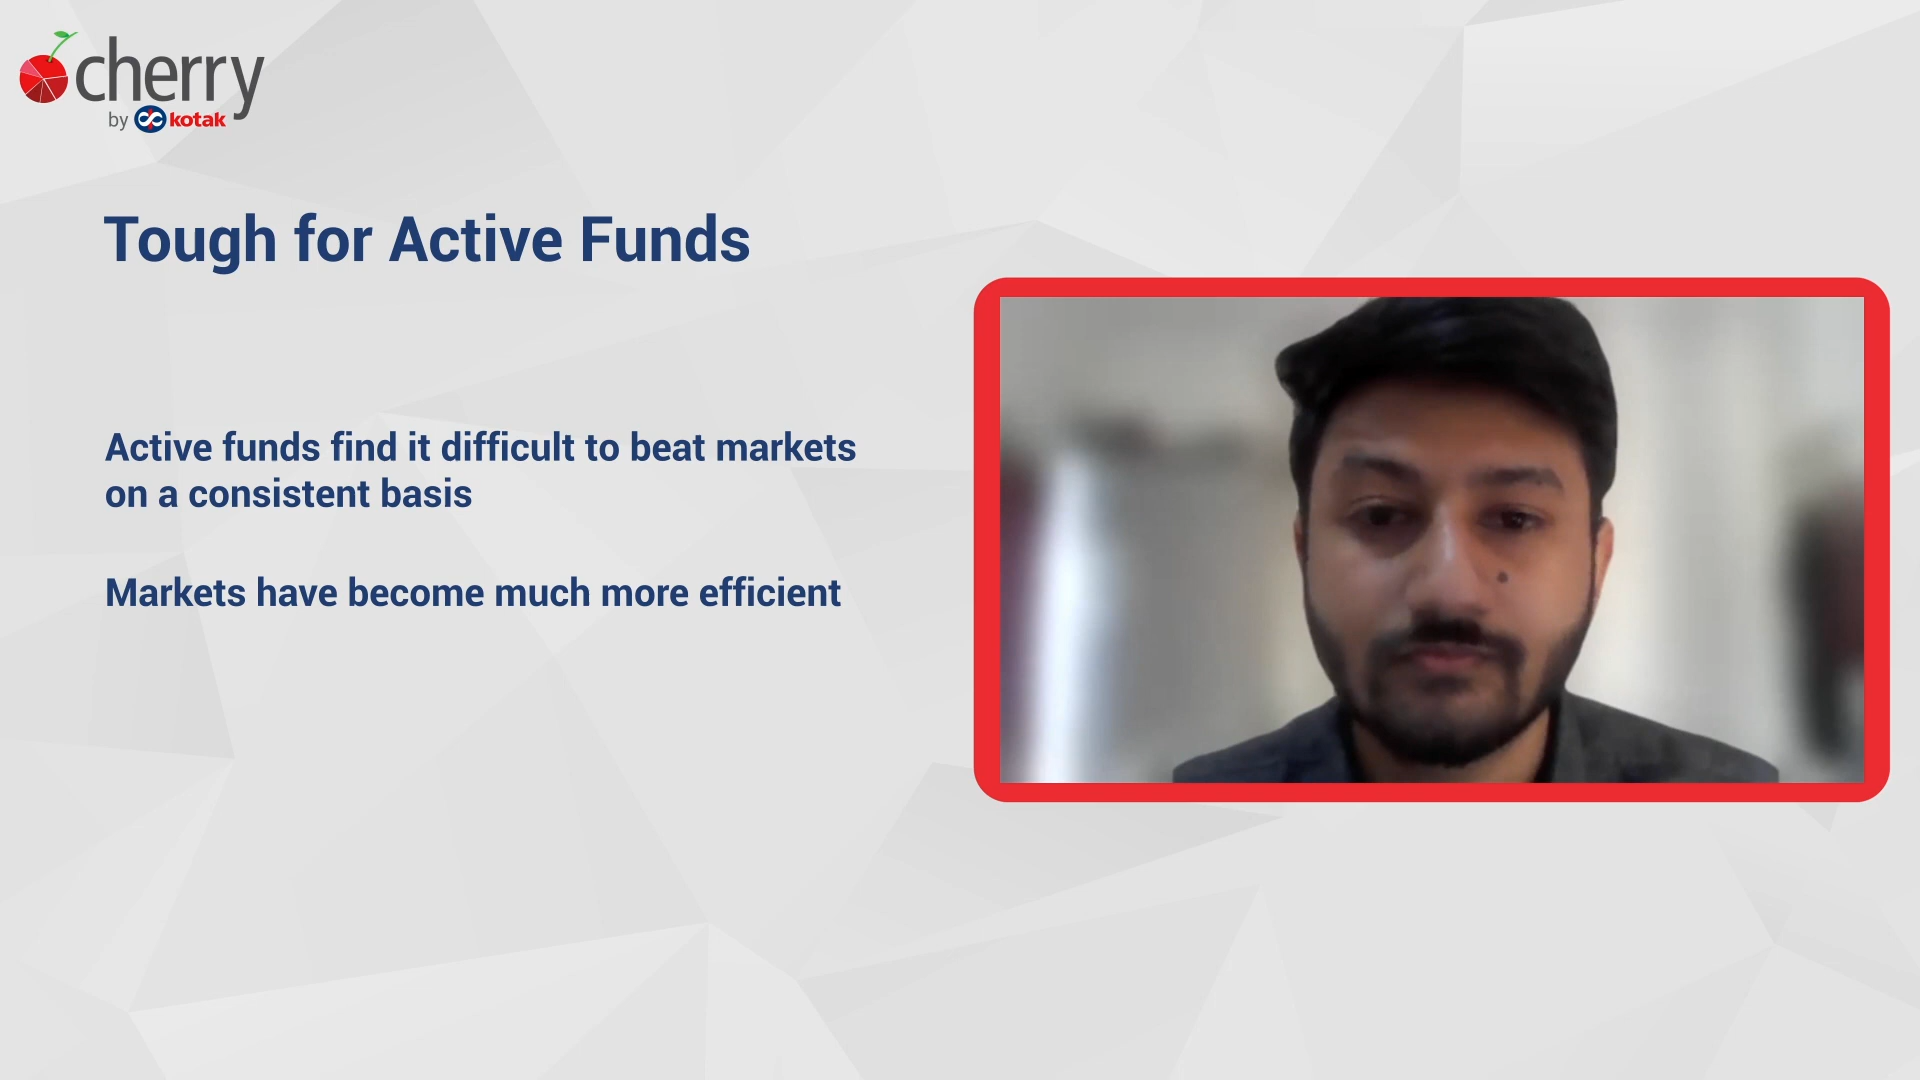 cherry
by kotak
Tough for Active Funds
Active funds find it difficult to beat markets
on a consistent basis
Markets have become much more efficient